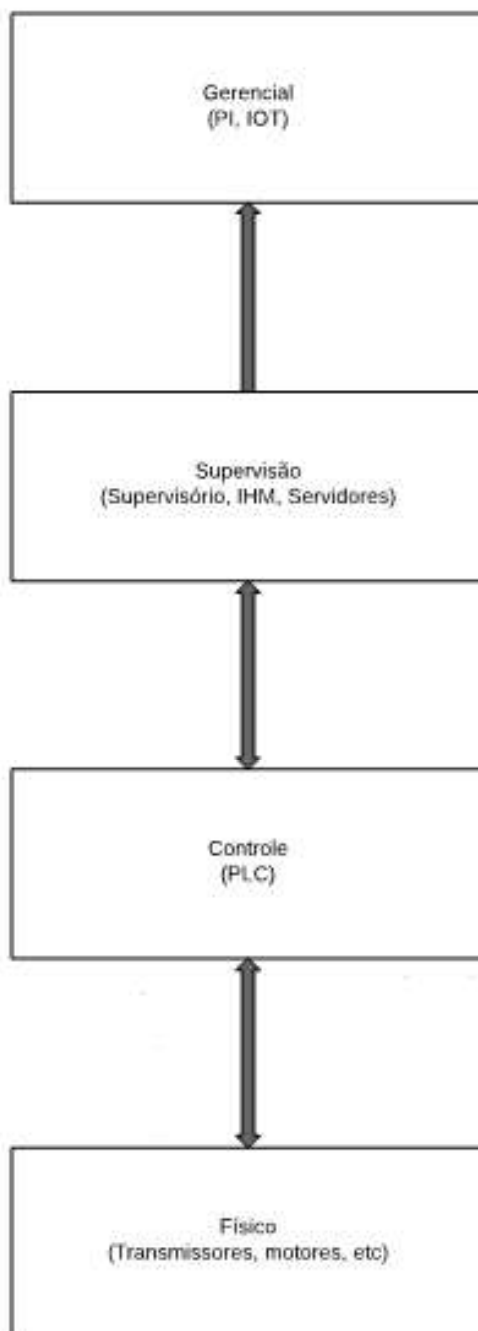 Gerencial
(PI, IOT)
Supervisão
(Supervisório, IHM, Servidores)
Controle
(PLC)
Físico
(Transmissores, motores, etc)